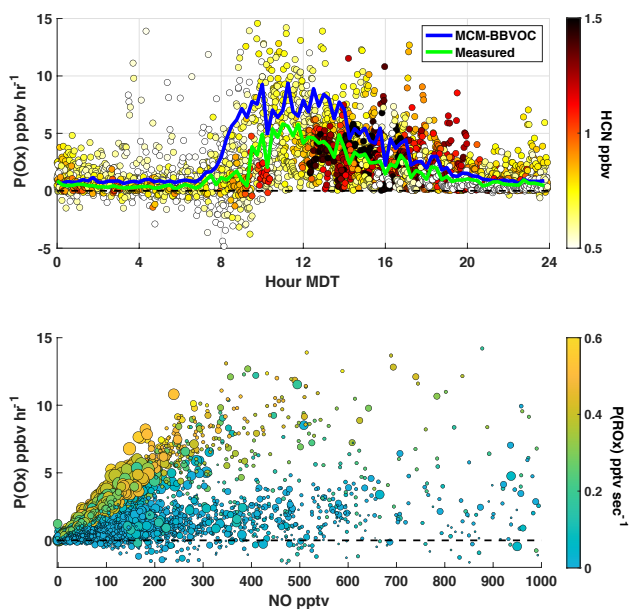 15
10
5
0
-5
P(Ox) ppbv hr⁻¹
MCM-BBVOC
Measured
0 4 8 12 16 20 24
Hour MDT
1.5
1
0.5
HCN ppbv
15
10
5
0
P(Ox) ppbv hr⁻¹
0 100 200 300 400 500 600 700 800 900 1000
NO pptv
0.6
0.4
0.2
0
P(ROx) pptv sec⁻¹